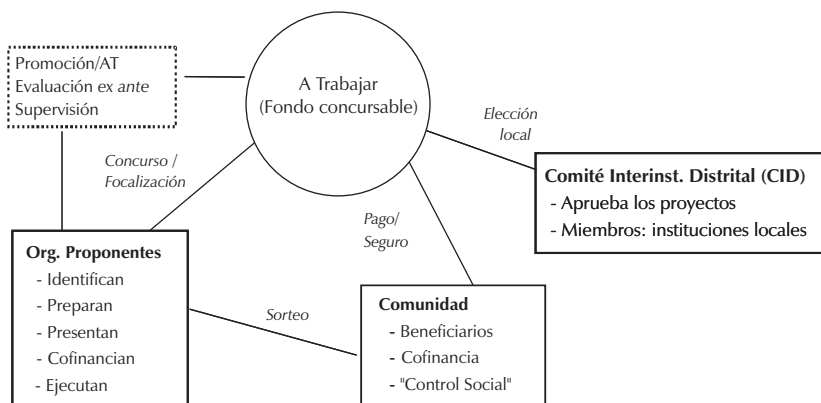 Promoción/AT
Evaluación ex ante
Supervisión
A Trabajar
(Fondo concursable)
Elección
local
Concurso /
Focalización
Comité Interinst. Distrital (CID)
- Aprueba los proyectos
- Miembros: instituciones locales
Pago/
Seguro
Org. Proponentes
- Identifican
- Preparan
- Presentan
- Cofinancian
- Ejecutan
Sorteo
Comunidad
- Beneficiarios
- Cofinancia
- "Control Social"